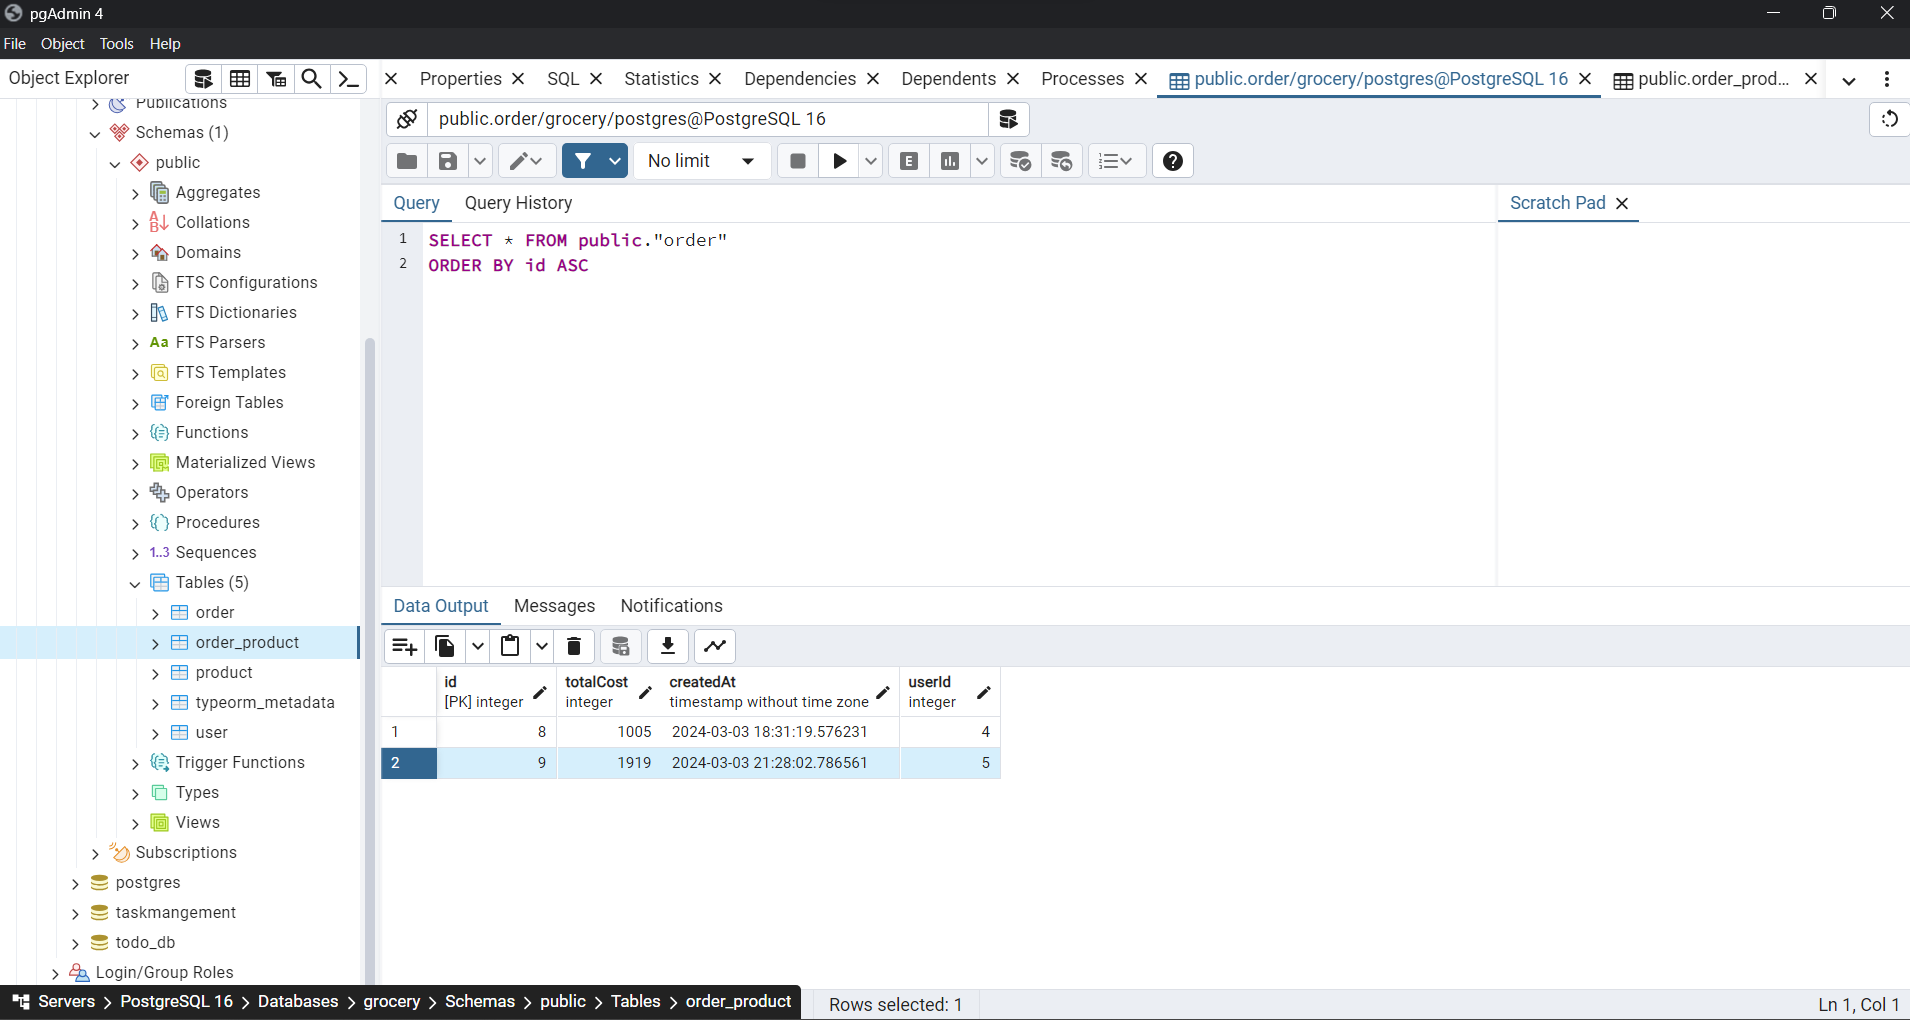 pgAdmin 4
File Object Tools Help
Object Explorer
Properties SQL Statistics Dependencies Dependents Processes public.order/grocery/postgres@PostgreSQL 16 public.order_prod...
public.order/grocery/postgres@PostgreSQL 16
No limit
E
Query Query History
Scratch Pad
1 SELECT * FROM public."order"
2 ORDER BY id ASC
Publications
Schemas (1)
public
Aggregates
Collations
Domains
FTS Configurations
FTS Dictionaries
Aa FTS Parsers
FTS Templates
Foreign Tables
Functions
Materialized Views
Operators
Procedures
1..3 Sequences
Tables (5)
order
order_product
product
typeorm_metadata
user
Trigger Functions
Types
Views
Subscriptions
postgres
taskmangement
todo_db
Login/Group Roles
Data Output Messages Notifications
id totalCost createdAt userId
[PK] integer integer timestamp without time zone integer
1 8 1005 2024-03-03 18:31:19.576231 4
2 9 1919 2024-03-03 21:28:02.786561 5
Servers > PostgreSQL 16 > Databases > grocery > Schemas > public > Tables > order_product
Rows selected: 1
Ln 1, Col 1